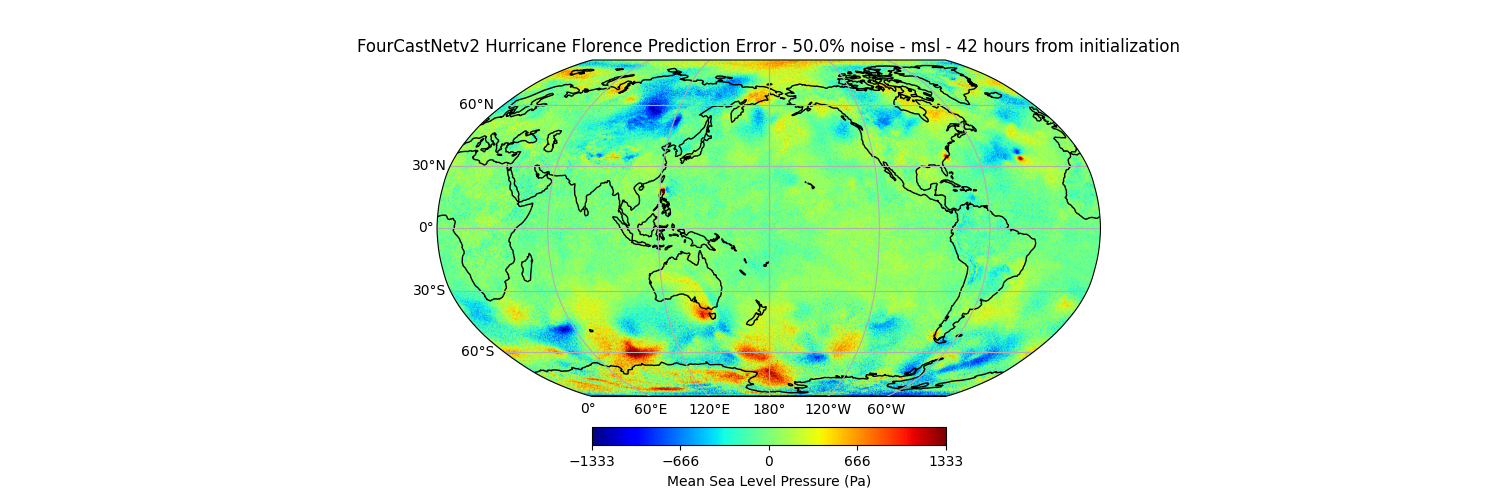 FourCastNetv2 Hurricane Florence Prediction Error - 50.0% noise - msl - 42 hours from initialization
60°N
30°N
0°
30°S
60°S
0° 60°E 120°E 180° 120°W 60°W
−1333 −666 0 666 1333
Mean Sea Level Pressure (Pa)